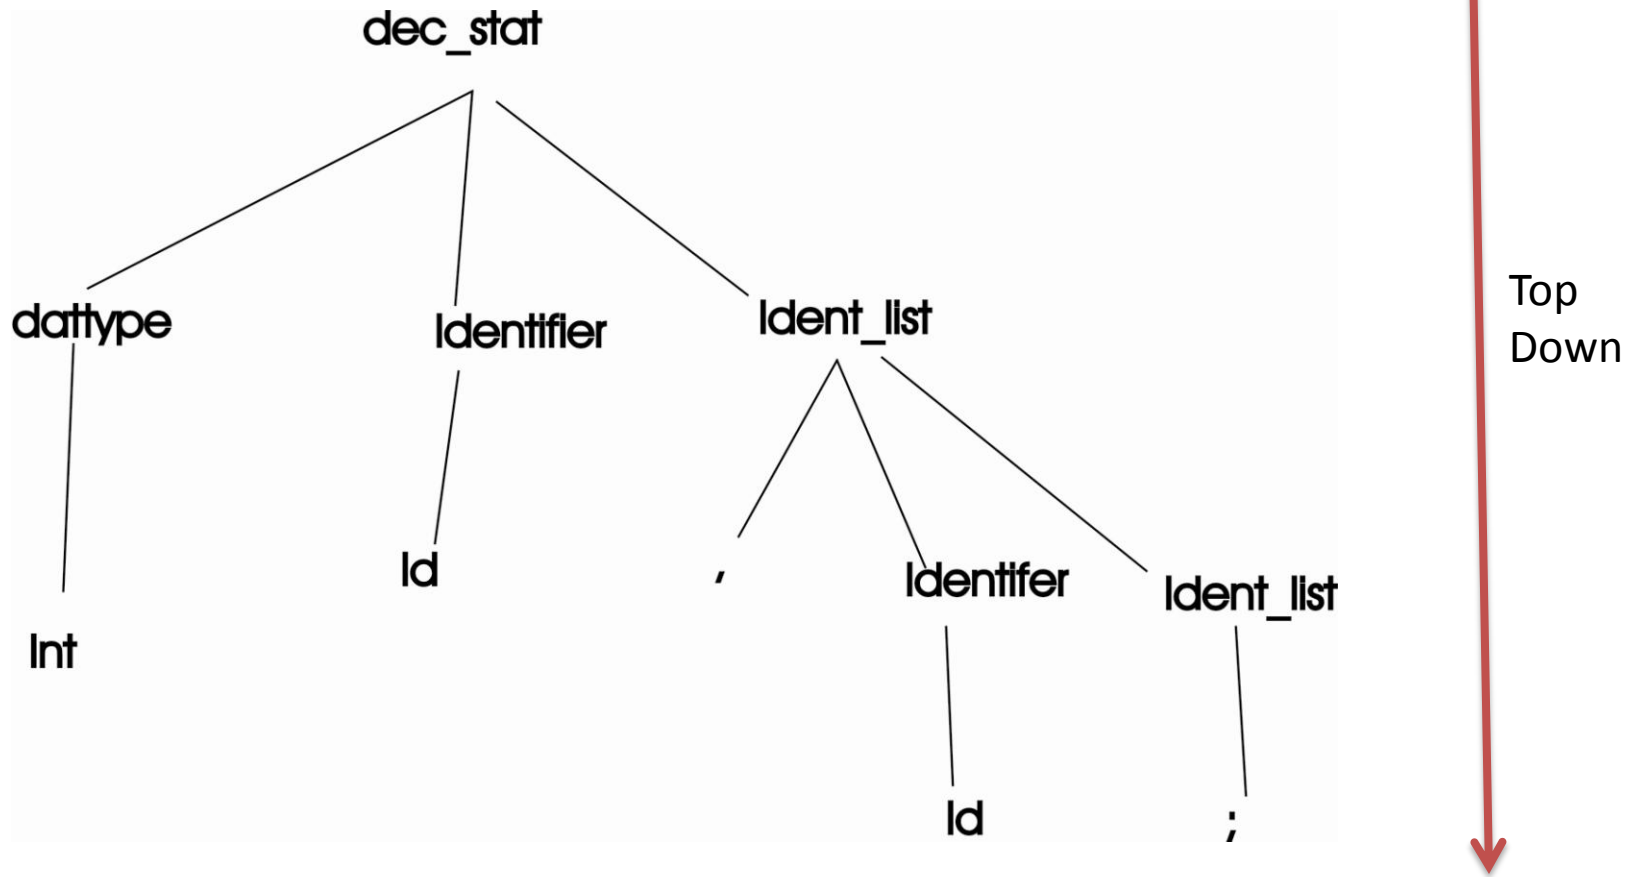 dec_stat
dattype
Identifier
Ident_list
Top
Down
Id
,
Identifer
Ident_list
Int
Id
;